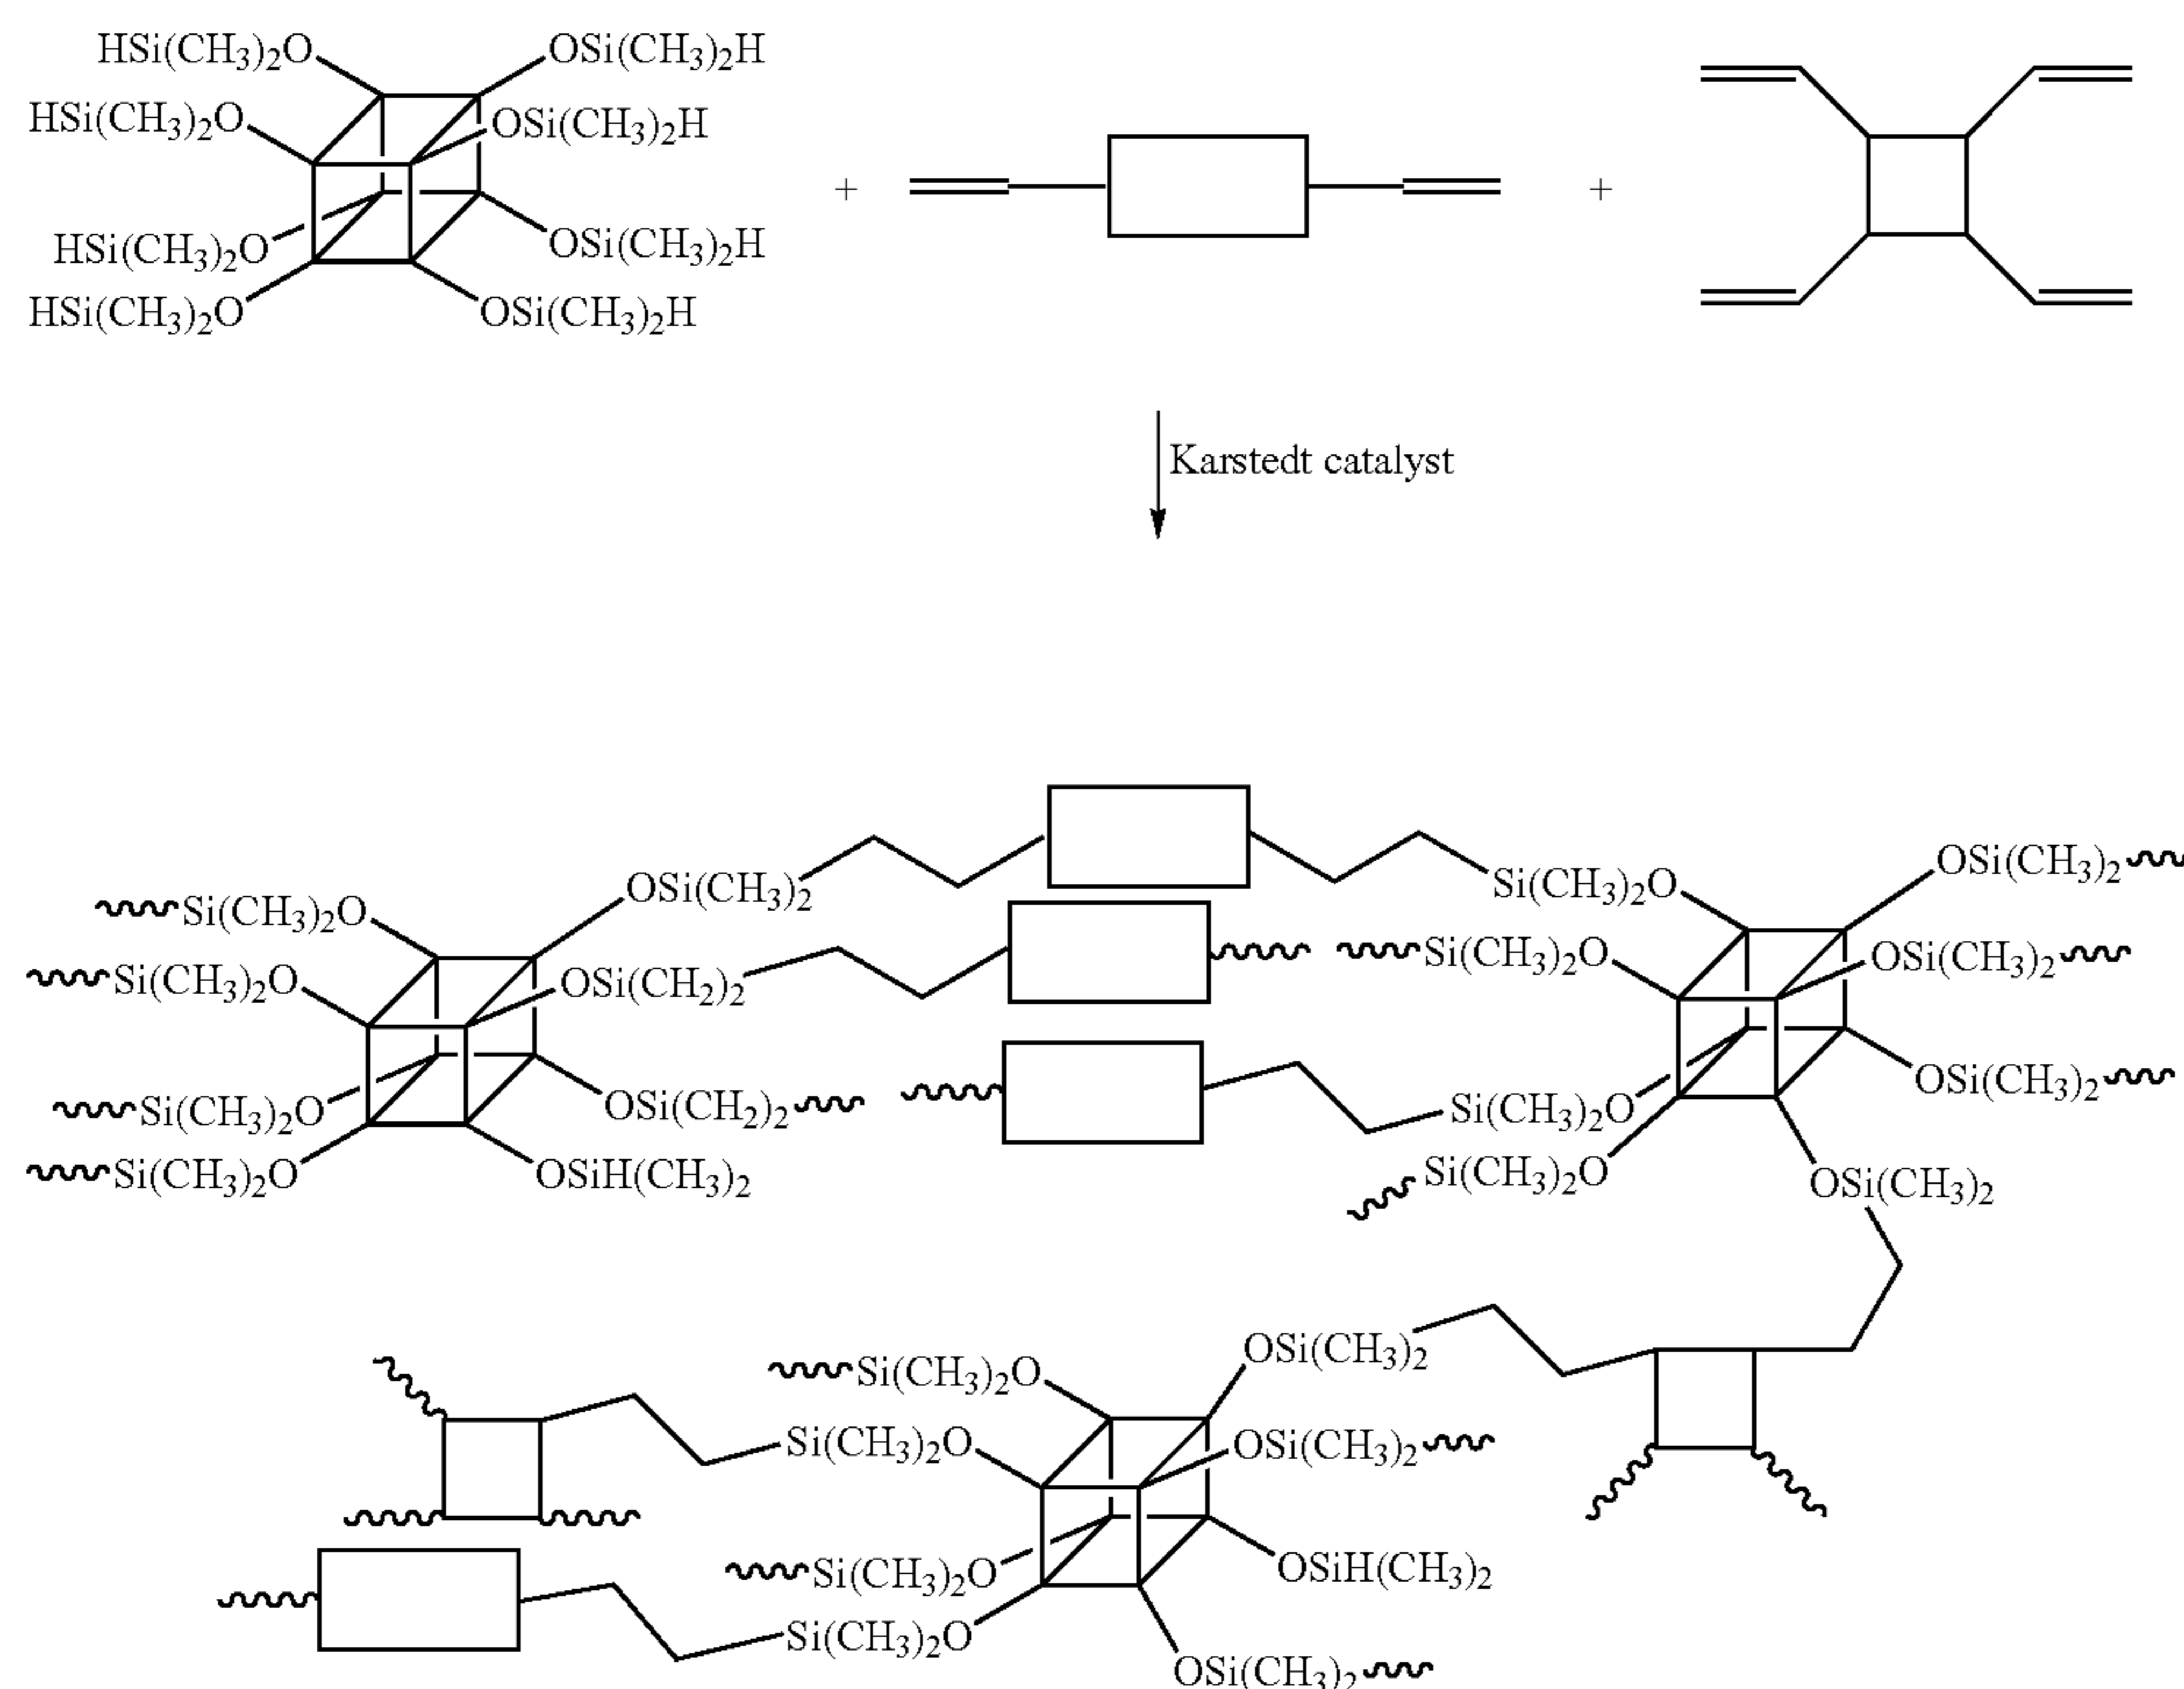 HSi(CH3)2O OSi(CH3)2H
HSi(CH3)2O OSi(CH3)2H
+ +
HSi(CH3)2O OSi(CH3)2H
HSi(CH3)2O OSi(CH3)2H
Karstedt catalyst
OSi(CH3)2 Si(CH3)2O OSi(CH3)2
Si(CH3)2O
Si(CH3)2O OSi(CH2)2 Si(CH3)2O OSi(CH3)2
Si(CH3)2O OSi(CH2)2 Si(CH3)2O OSi(CH3)2
Si(CH3)2O OSiH(CH3)2 Si(CH3)2O OSi(CH3)2
Si(CH3)2O OSi(CH3)2
Si(CH3)2O OSi(CH3)2
Si(CH3)2O OSiH(CH3)2
Si(CH3)2O
OSi(CH3)2